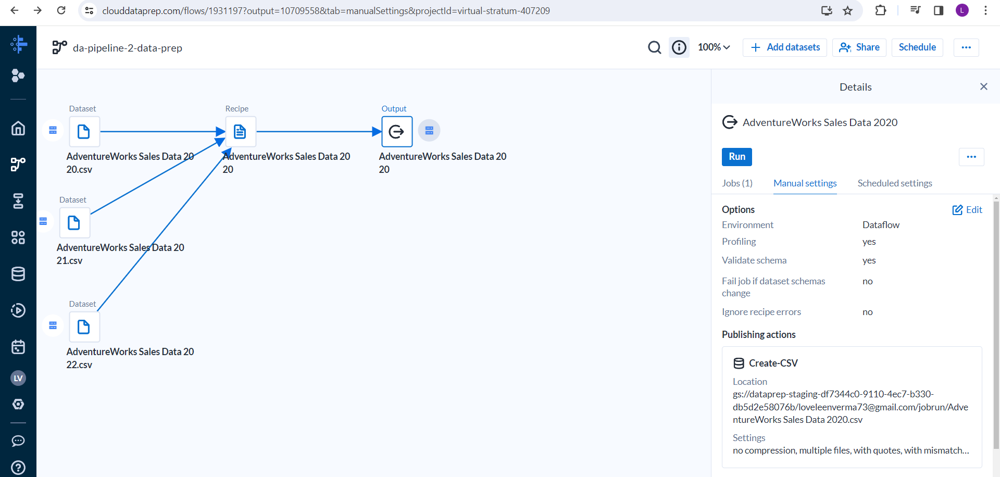 clouddataprep.com/flows/1931197?output=10709558&tab=manualSettings&projectId=virtual-stratum-407209
L
da-pipeline-2-data-prep
100%
Add datasets
Share
Schedule
Details
Dataset
Recipe
Output
AdventureWorks Sales Data 20
20.csv
AdventureWorks Sales Data 20
20
AdventureWorks Sales Data 20
20
Dataset
AdventureWorks Sales Data 20
21.csv
Dataset
AdventureWorks Sales Data 20
22.csv
LV
AdventureWorks Sales Data 2020
Run
Jobs (1)
Manual settings
Scheduled settings
Options
Edit
Environment
Dataflow
Profiling
yes
Validate schema
yes
Fail job if dataset schemas
change
no
Ignore recipe errors
no
Publishing actions
Create-CSV
Location
gs://dataprep-staging-df7344c0-9110-4ec7-b330-
db5d2e58076b/loveleenverma73@gmail.com/jobrun/Adve
ntureWorks Sales Data 2020.csv
Settings
no compression, multiple files, with quotes, with mismatch...